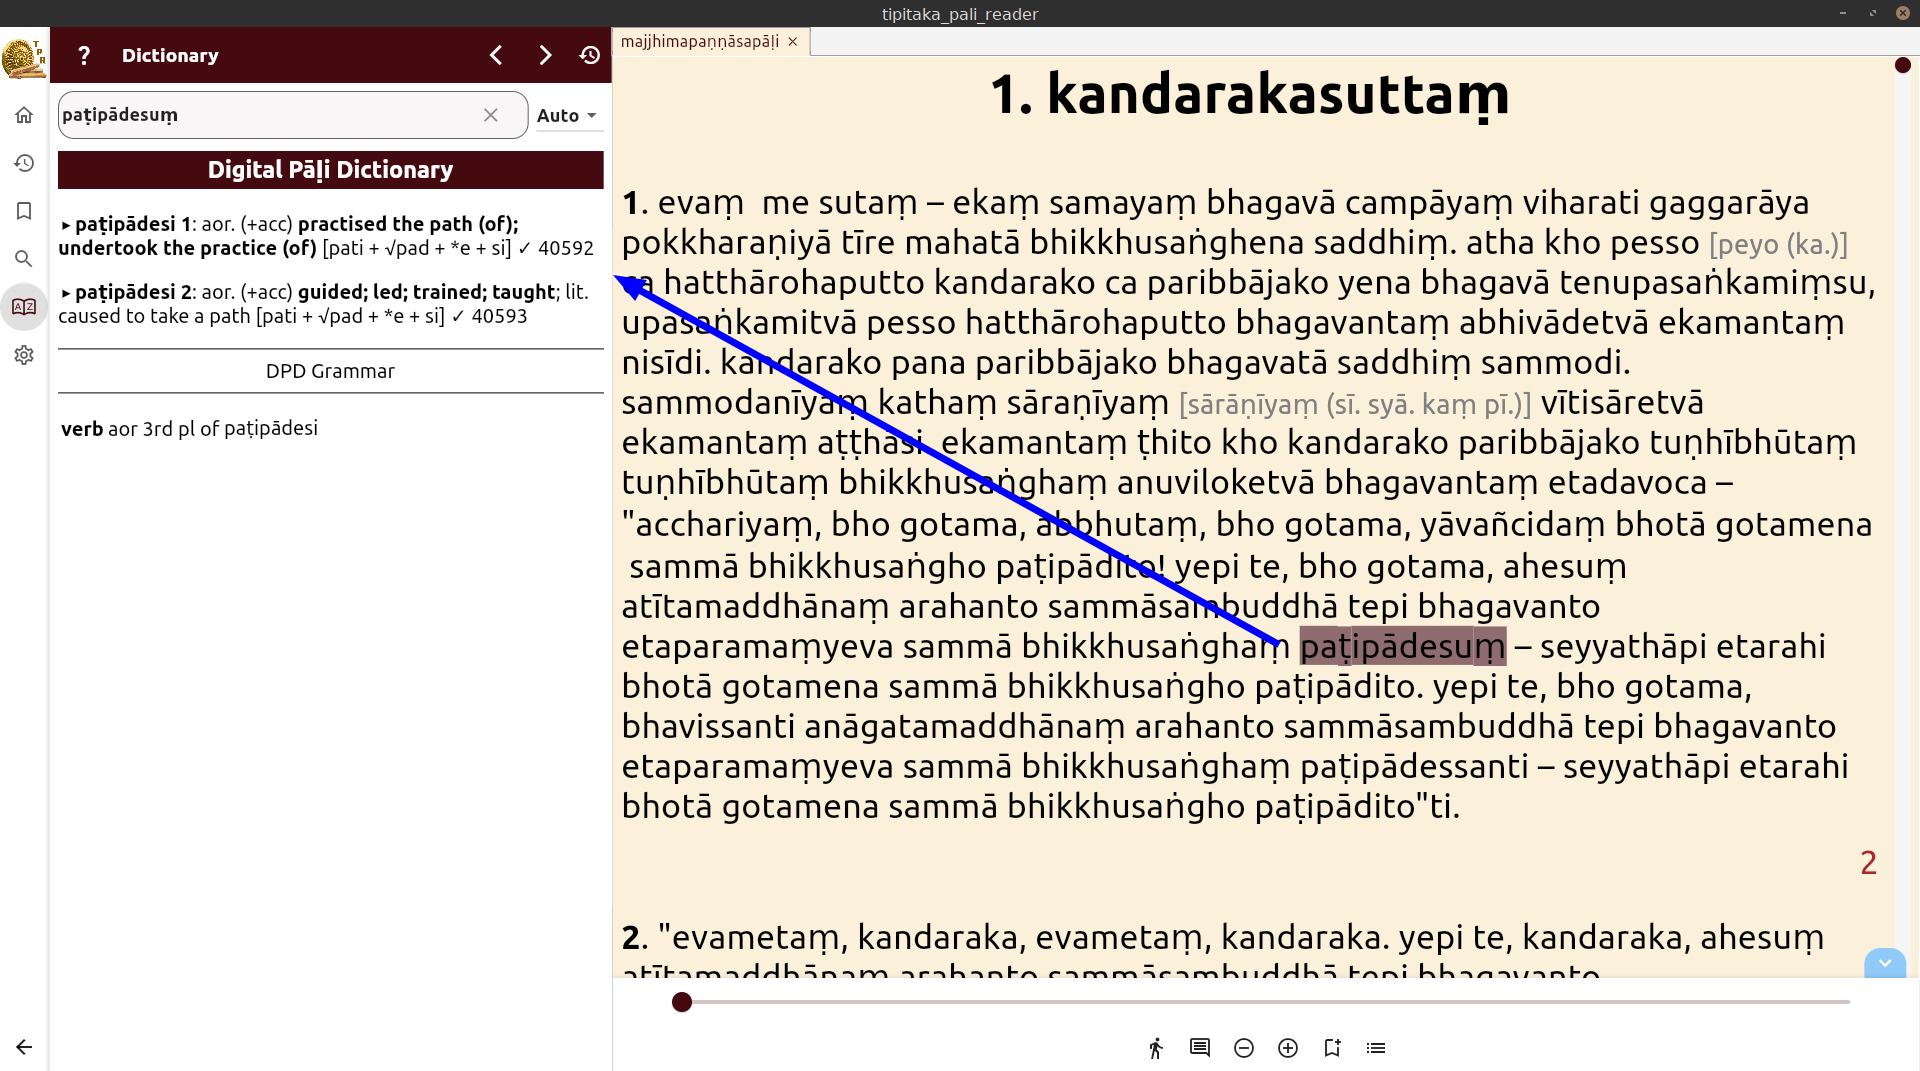 tipitaka_pali_reader
T
P
R
? Dictionary
paṭipādesuṃ
Auto
Digital Pāḷi Dictionary
▸ paṭipādesi 1: aor. (+acc) practised the path (of);
undertook the practice (of) [pati + √pad + *e + si] ✓ 40592
▸ paṭipādesi 2: aor. (+acc) guided; led; trained; taught; lit.
caused to take a path [pati + √pad + *e + si] ✓ 40593
DPD Grammar
verb aor 3rd pl of paṭipādesi
majjhimapaṇṇāsapāḷi
1. kandarakasuttaṃ
1. evaṃ me sutaṃ – ekaṃ samayaṃ bhagavā campāyaṃ viharati gaggarāya
pokkharaṇiyā tīre mahatā bhikkhusaṅghena saddhiṃ. atha kho pesso [peyo (ka.)]
ca hatthārohaputto kandarako ca paribbājako yena bhagavā tenupasaṅkamiṃsu,
upasaṅkamitvā pesso hatthārohaputto bhagavantaṃ abhivādetvā ekamantaṃ
nisīdi. kandarako pana paribbājako bhagavatā saddhiṃ sammodi.
sammodanīyaṃ kathaṃ sāraṇīyaṃ [sārāṇīyaṃ (sī. syā. kaṃ pī.)] vītisāretvā
ekamantaṃ aṭṭhāsi. ekamantaṃ ṭhito kho kandarako paribbājako tuṇhībhūtaṃ
tuṇhībhūtaṃ bhikkhusaṅghaṃ anuviloketvā bhagavantaṃ etadavoca –
"acchariyaṃ, bho gotama, abbhutaṃ, bho gotama, yāvañcidaṃ bhotā gotamena
sammā bhikkhusaṅgho paṭipādito! yepi te, bho gotama, ahesuṃ
atītamaddhānaṃ arahanto sammāsambuddhā tepi bhagavanto
etaparamaṃyeva sammā bhikkhusaṅghaṃ paṭipādesuṃ – seyyathāpi etarahi
bhotā gotamena sammā bhikkhusaṅgho paṭipādito. yepi te, bho gotama,
bhavissanti anāgatamaddhānaṃ arahanto sammāsambuddhā tepi bhagavanto
etaparamaṃyeva sammā bhikkhusaṅghaṃ paṭipādessanti – seyyathāpi etarahi
bhotā gotamena sammā bhikkhusaṅgho paṭipādito"ti.
2
2. "evametaṃ, kandaraka, evametaṃ, kandaraka. yepi te, kandaraka, ahesuṃ
atītamaddhānaṃ arahanto sammāsambuddhā tepi bhagavanto